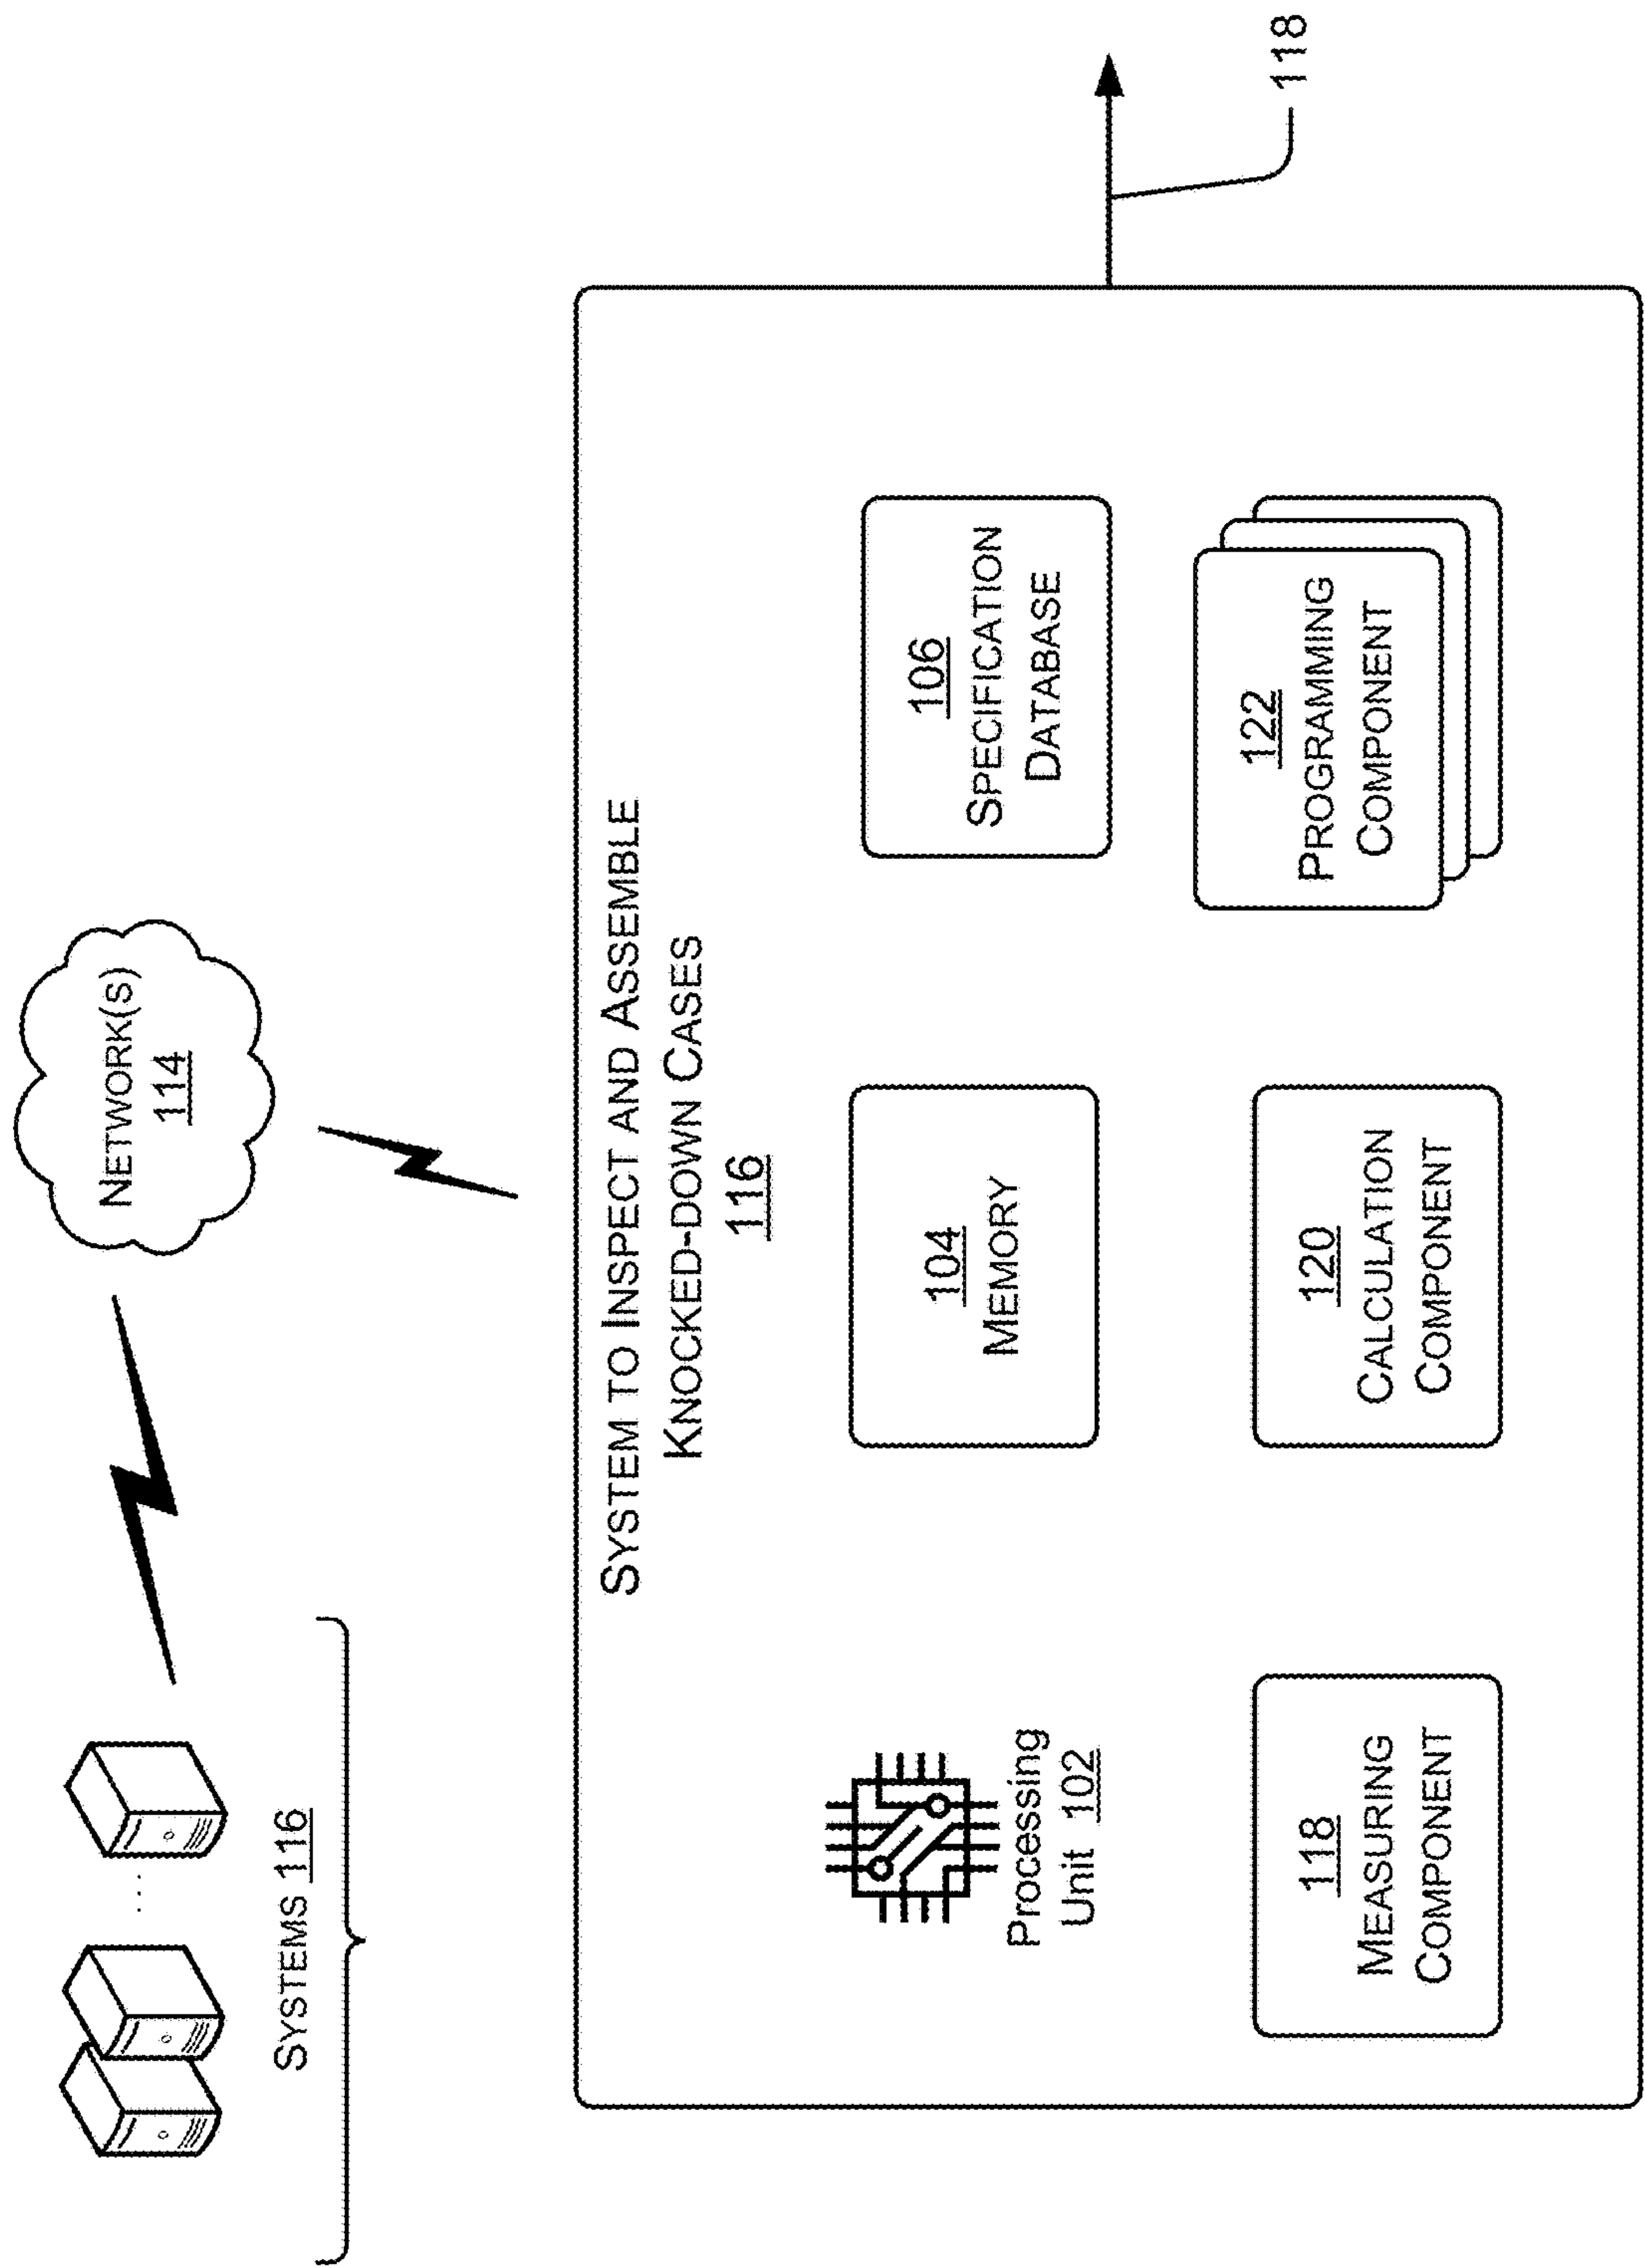 NETWORK(S)
114
SYSTEMS 116
SYSTEM TO INSPECT AND ASSEMBLE
KNOCKED-DOWN CASES
116
Processing
Unit 102
104
MEMORY
106
SPECIFICATION
DATABASE
118
MEASURING
COMPONENT
120
CALCULATION
COMPONENT
122
PROGRAMMING
COMPONENT
118